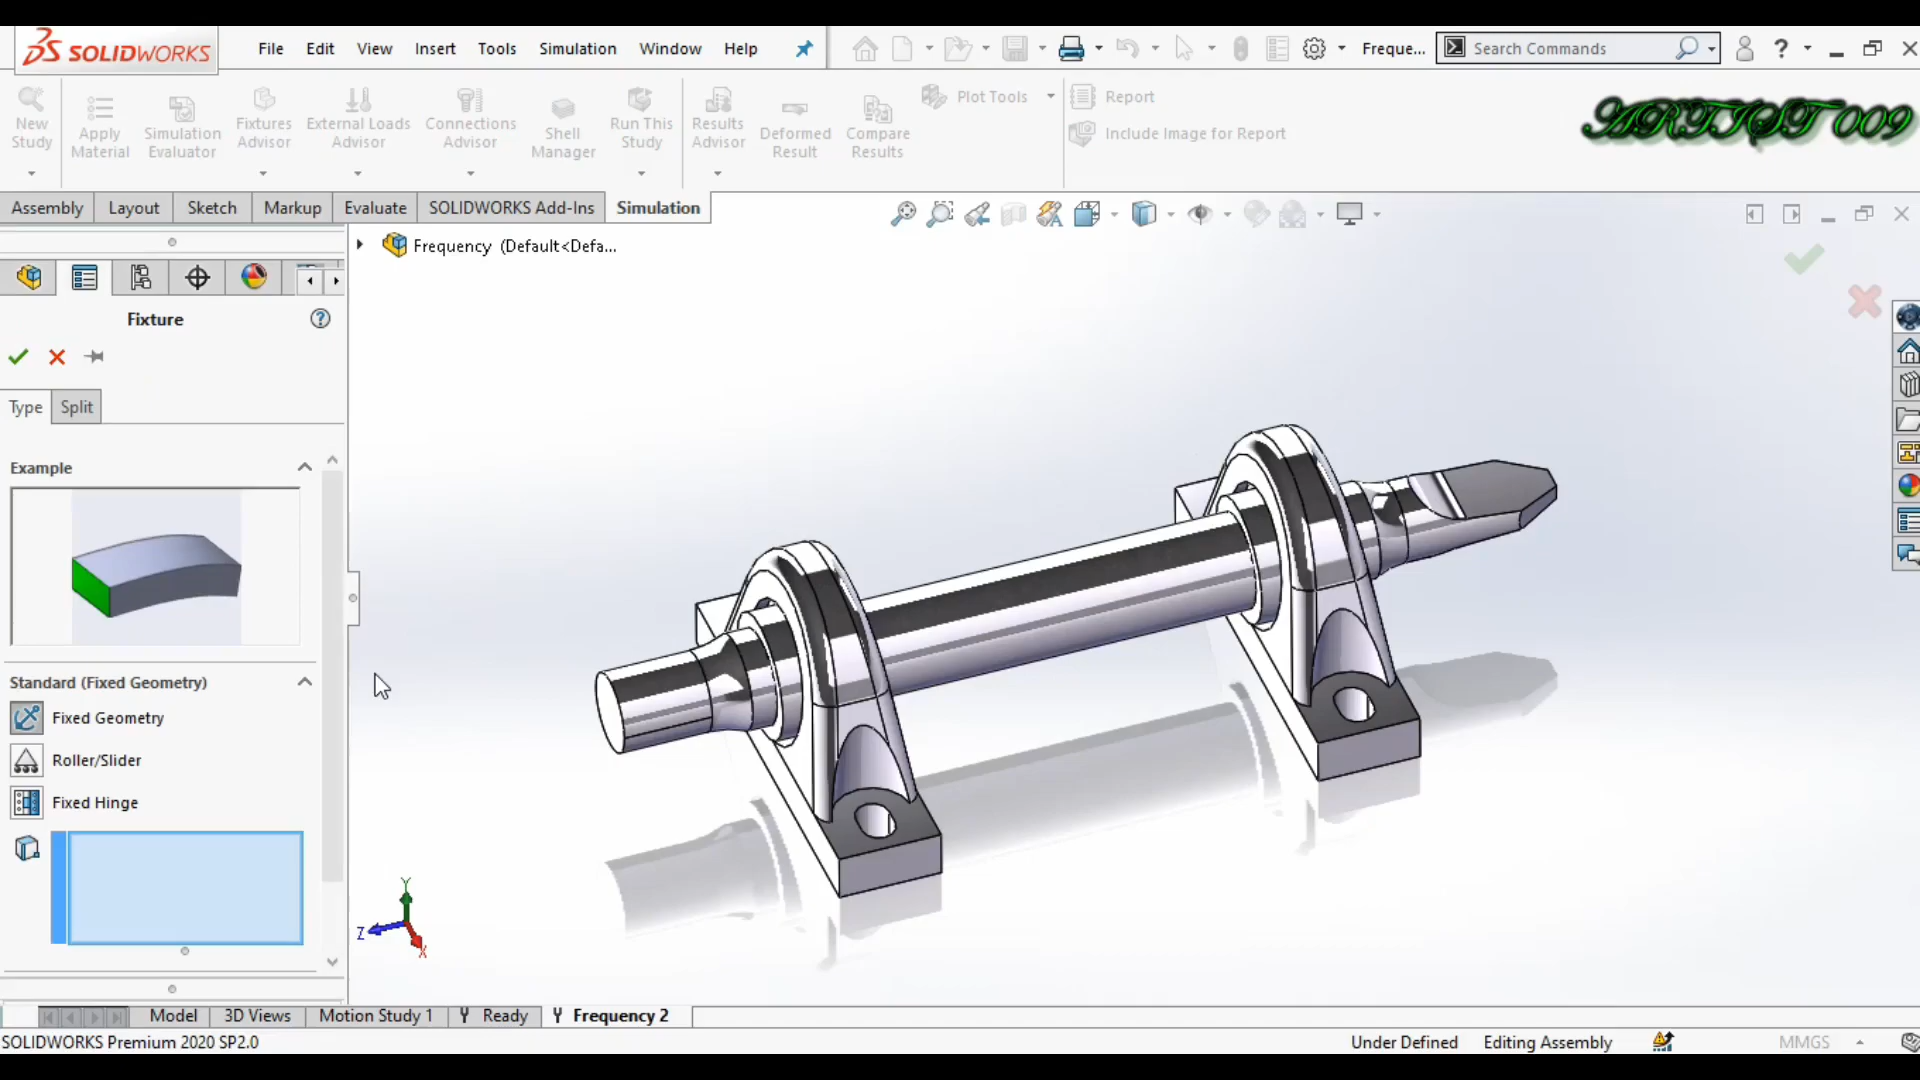 SOLIDWORKS File Edit View Insert Tools Simulation Window Help Freque... Search Commands ?
New Study
Apply Material
Simulation Evaluator
Fixtures Advisor
External Loads Advisor
Connections Advisor
Shell Manager
Run This Study
Results Advisor
Deformed Result
Compare Results
Plot Tools
Report
Include Image for Report
ARTIST 009
Assembly Layout Sketch Markup Evaluate SOLIDWORKS Add-Ins Simulation
Frequency (Default<Defa...
Fixture
Type Split
Example
Standard (Fixed Geometry)
Fixed Geometry
Roller/Slider
Fixed Hinge
Y
Z
X
Model 3D Views Motion Study 1 Ready Frequency 2
SOLIDWORKS Premium 2020 SP2.0 Under Defined Editing Assembly MMGS